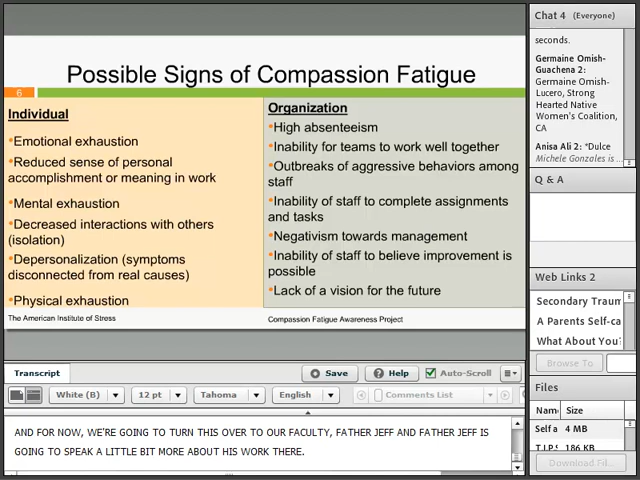 Possible Signs of Compassion Fatigue
6
Individual
•Emotional exhaustion
•Reduced sense of personal
accomplishment or meaning in work
•Mental exhaustion
•Decreased interactions with others
(isolation)
•Depersonalization (symptoms
disconnected from real causes)
•Physical exhaustion
The American Institute of Stress
Organization
•High absenteeism
•Inability for teams to work well together
•Outbreaks of aggressive behaviors among
staff
•Inability of staff to complete assignments
and tasks
•Negativism towards management
•Inability of staff to believe improvement is
possible
•Lack of a vision for the future
Compassion Fatigue Awareness Project
Transcript
Save
Help
Auto-Scroll
White (B)
12 pt
Tahoma
English
Comments List
AND FOR NOW, WE'RE GOING TO TURN THIS OVER TO OUR FACULTY, FATHER JEFF AND FATHER JEFF IS
GOING TO SPEAK A LITTLE BIT MORE ABOUT HIS WORK THERE.
Chat 4 (Everyone)
seconds.
Germaine Omish-
Guachena 2:
Germaine Omish-
Lucero, Strong
Hearted Native
Women's Coalition,
CA
Anisa Ali 2: *Dulce
Michele Gonzales is ...
Q & A
Web Links 2
Secondary Traum
A Parents Self-ca
What About You?
Browse To
Files
Name Size
Self a 4 MB
T.I.P.S 186 KB
Download Fil...